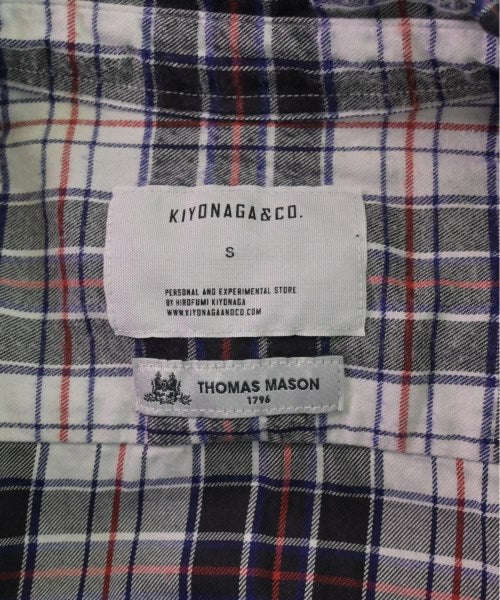 KIYONAGA&CO.
S
PERSONAL AND EXPERIMENTAL STORE
BY HIROFUMI KIYONAGA
WWW.KIYONAGAANDCO.COM
THOMAS MASON
1796